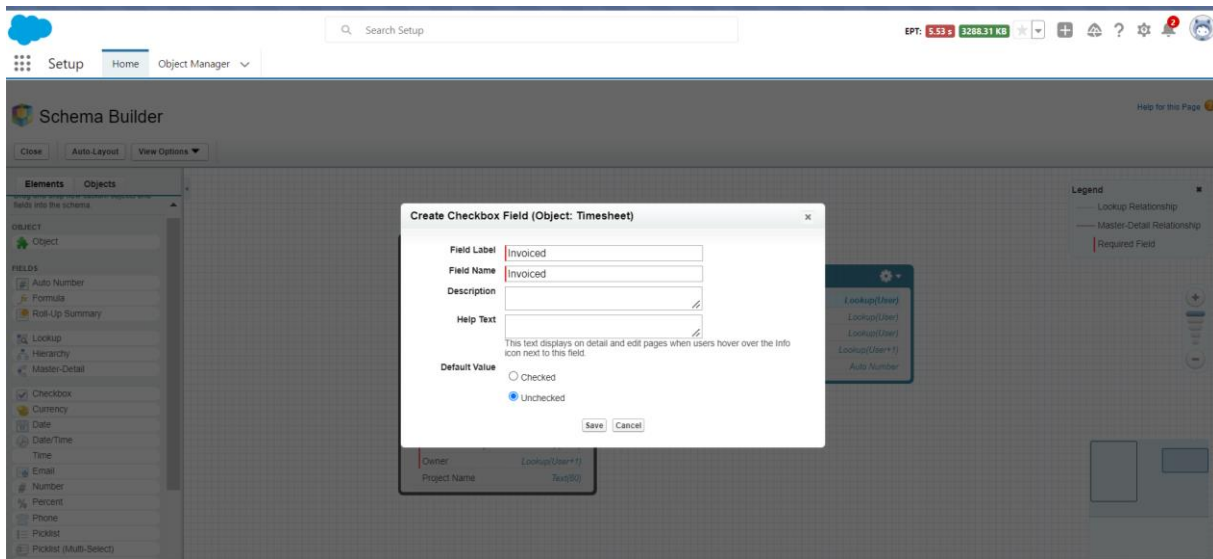 Search Setup
EPT: 5.53 s 3288.31 KB
2
Setup Home Object Manager
Schema Builder
Help for this Page
Close Auto-Layout View Options
Elements Objects
fields into the schema.
OBJECT
Object
FIELDS
Auto Number
Formula
Roll-Up Summary
Lookup
Hierarchy
Master-Detail
Checkbox
Currency
Date
Date/Time
Time
Email
Number
Percent
Phone
Picklist
Picklist (Multi-Select)
Create Checkbox Field (Object: Timesheet)
Field Label Invoiced
Field Name Invoiced
Description
Help Text
This text displays on detail and edit pages when users hover over the Info
icon next to this field.
Default Value
Checked
Unchecked
Save Cancel
Owner Lookup(User+1)
Project Name Text(80)
Lookup(User)
Lookup(User)
Lookup(User)
Lookup(User+1)
Auto Number
Legend
Lookup Relationship
Master-Detail Relationship
Required Field